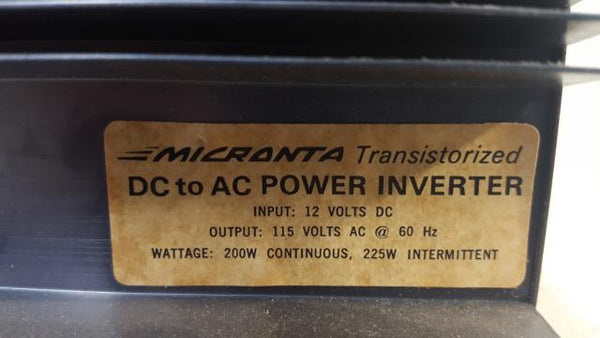 MICRONTA Transistorized
DC to AC POWER INVERTER
INPUT: 12 VOLTS DC
OUTPUT: 115 VOLTS AC @ 60 Hz
WATTAGE: 200W CONTINUOUS, 225W INTERMITTENT